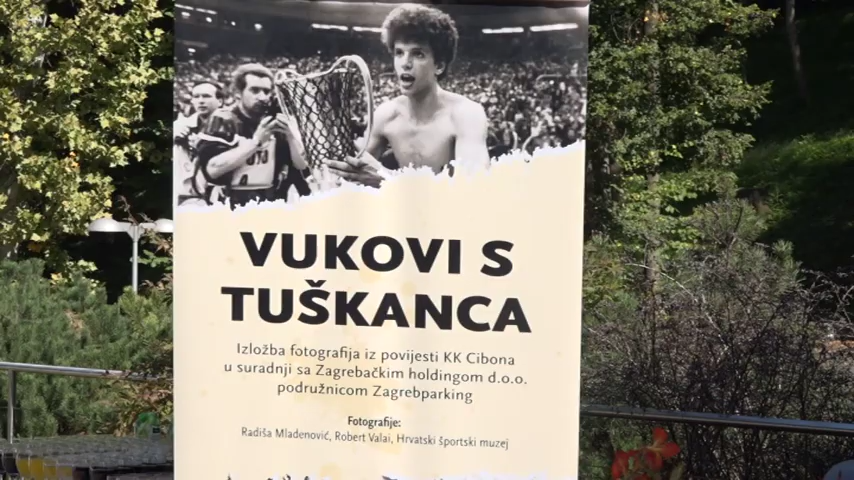 VUKOVI S
TUŠKANCA
Izložba fotografija iz povijesti KK Cibona
u suradnji sa Zagrebačkim holdingom d.o.o.
podružnicom Zagrebparking
Fotografije:
Radiša Mladenović, Robert Valai, Hrvatski športski muzej